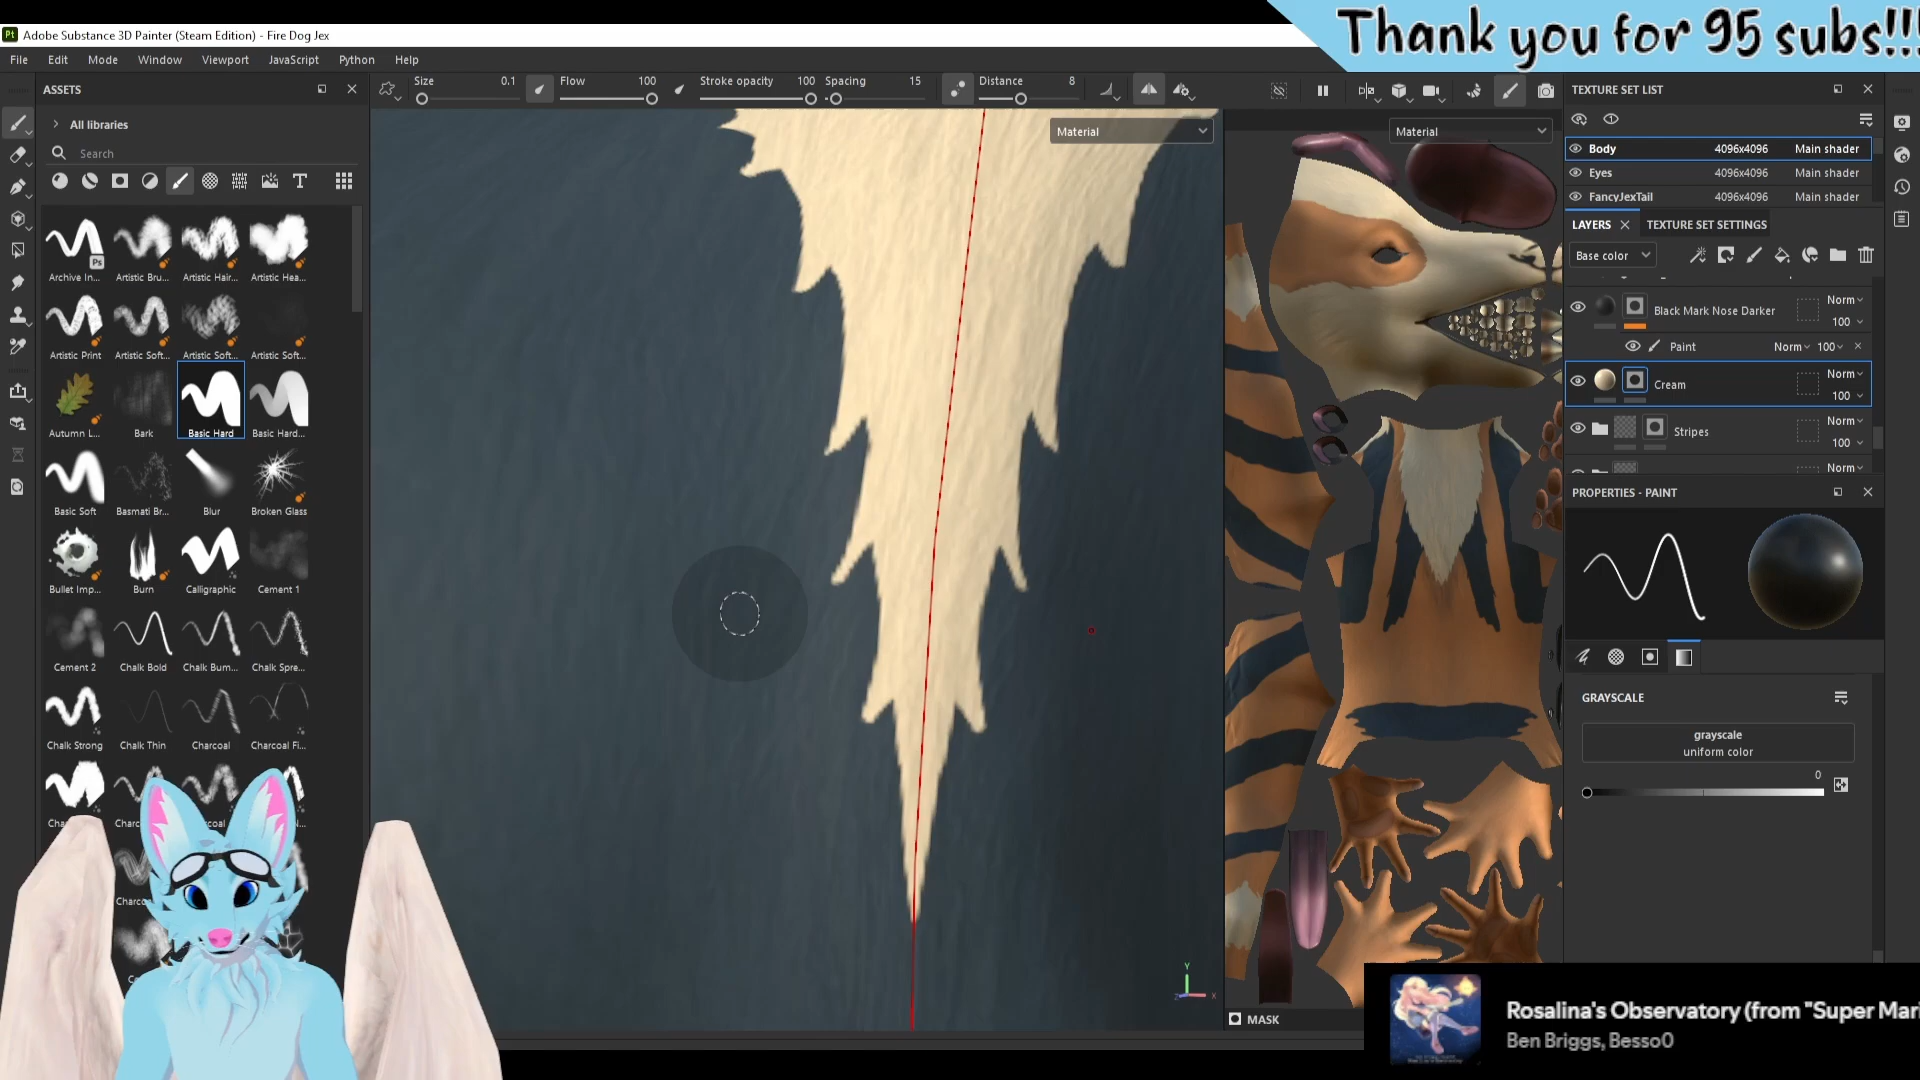 Thank you for 95 subs!!!
Adobe Substance 3D Painter (Steam Edition) - Fire Dog Jex
File Edit Mode Window Viewport JavaScript Python Help
ASSETS
Size 0.1 Flow 100 Stroke opacity 100 Spacing 15 Distance 8
All libraries
Search
Archive In... Artistic Bru... Artistic Hair... Artistic Hea...
Artistic Print Artistic Soft... Artistic Soft... Artistic Soft...
Autumn L... Bark Basic Hard Basic Hard...
Basic Soft Basmati Br... Blur Broken Glass
Bullet Imp... Burn Calligraphic Cement 1
Cement 2 Chalk Bold Chalk Bum... Chalk Spre...
Chalk Strong Chalk Thin Charcoal Charcoal Fi...
Material
Material
MASK
TEXTURE SET LIST
Body 4096x4096 Main shader
Eyes 4096x4096 Main shader
FancyJexTail 4096x4096 Main shader
LAYERS TEXTURE SET SETTINGS
Base color
Black Mark Nose Darker Norm 100
Paint Norm 100
Cream Norm 100
Stripes Norm 100
Norm
PROPERTIES - PAINT
GRAYSCALE
grayscale
uniform color
0
Y
X
Rosalina's Observatory (from "Super Mari
Ben Briggs, BessoO